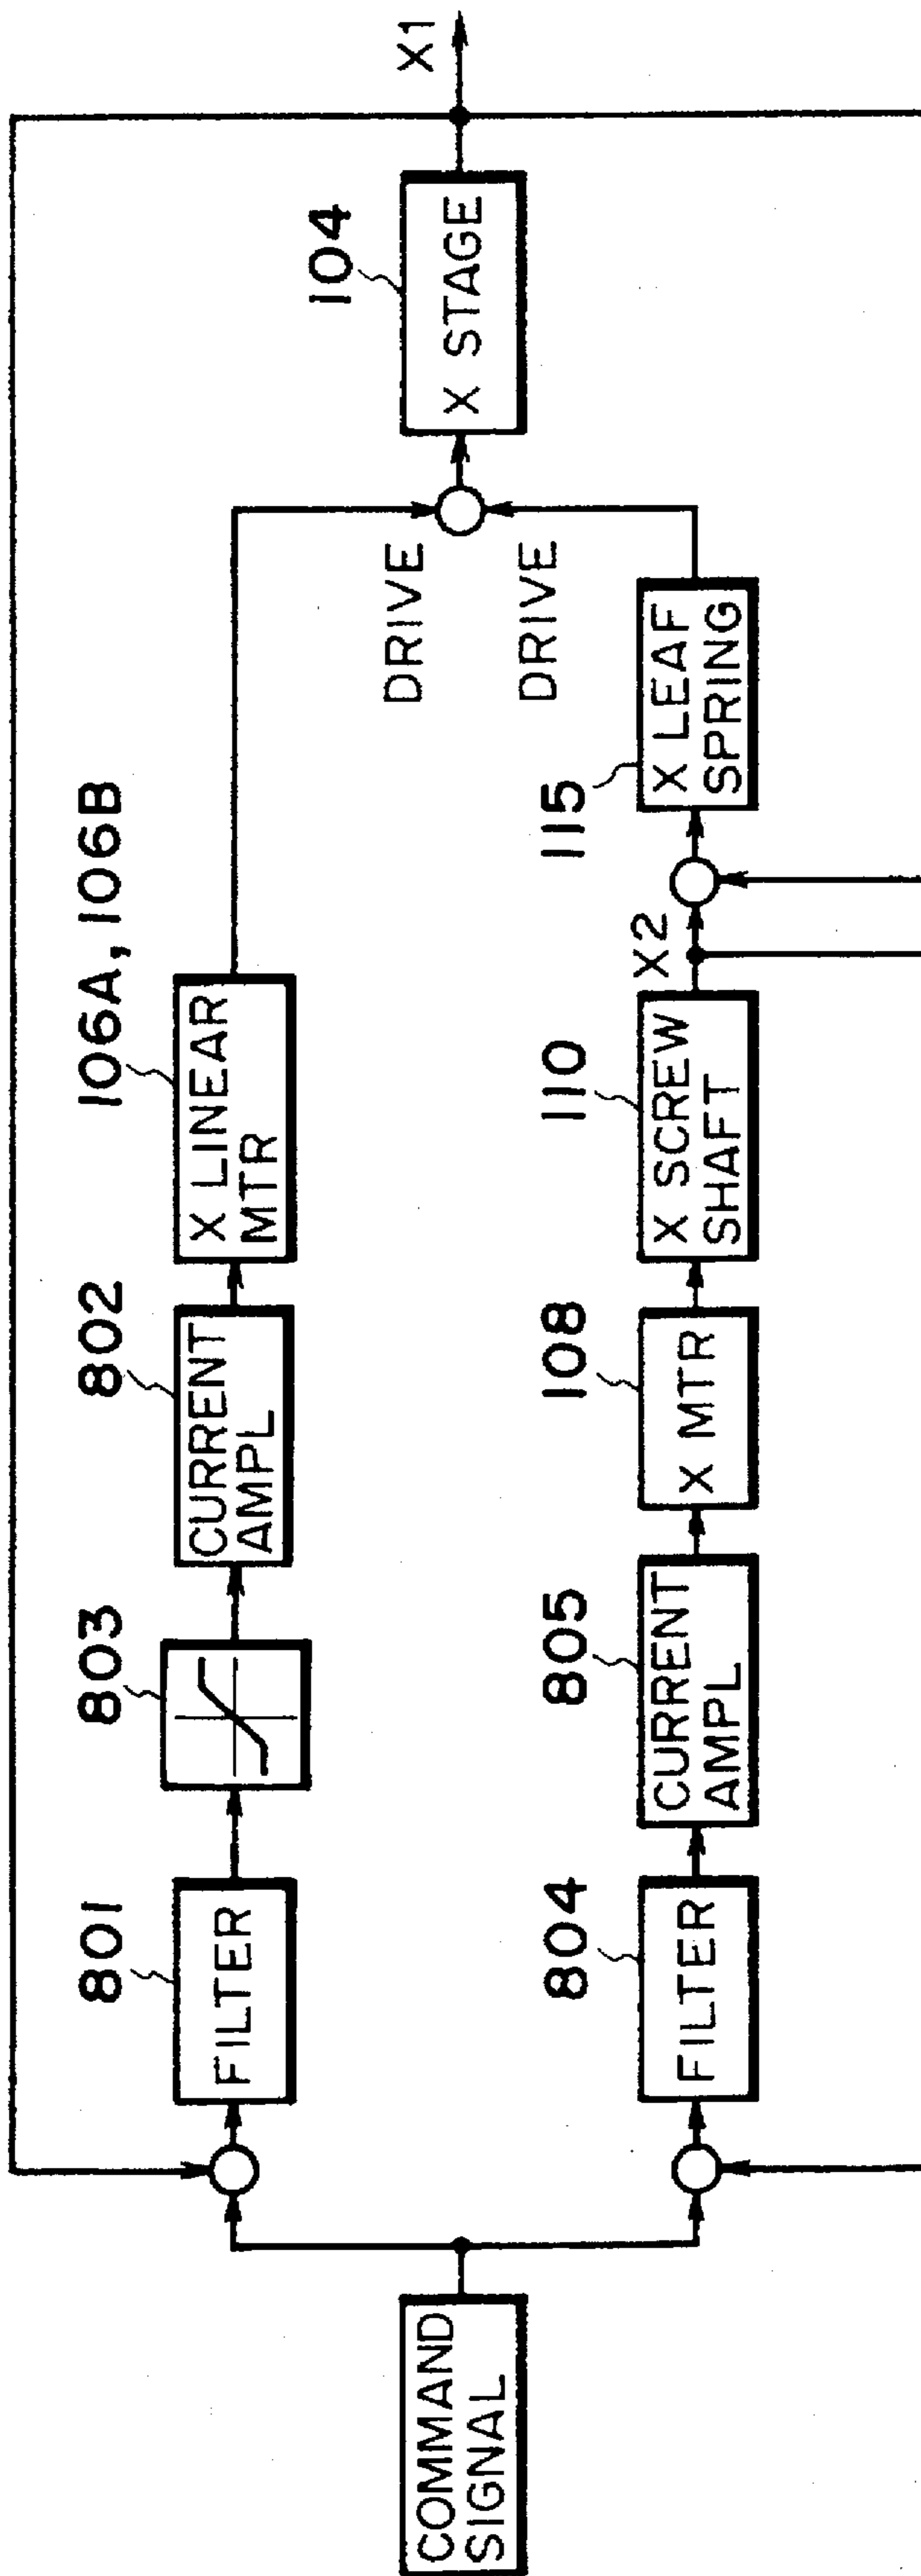 COMMAND
SIGNAL
801
FILTER
803
802
CURRENT
AMPL
106A, 106B
X LINEAR
MTR
DRIVE
104
X STAGE
X1
804
FILTER
805
CURRENT
AMPL
108
X MTR
110
X SCREW
SHAFT
X2
115
X LEAF
SPRING
DRIVE